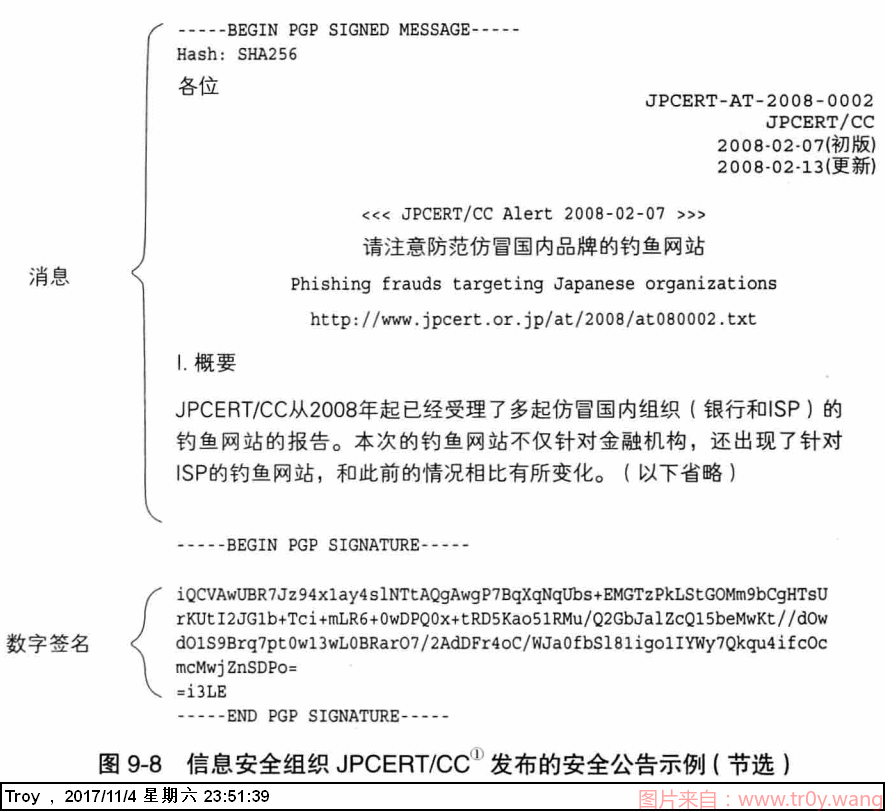 -----BEGIN PGP SIGNED MESSAGE-----
Hash: SHA256
各位
JPCERT-AT-2008-0002
JPCERT/CC
2008-02-07(初版)
2008-02-13(更新)
<<< JPCERT/CC Alert 2008-02-07 >>>
请注意防范仿冒国内品牌的钓鱼网站
Phishing frauds targeting Japanese organizations
http://www.jpcert.or.jp/at/2008/at080002.txt
消息
I. 概要
JPCERT/CC从2008年起已经受理了多起仿冒国内组织（银行和ISP）的
钓鱼网站的报告。本次的钓鱼网站不仅针对金融机构，还出现了针对
ISP的钓鱼网站，和此前的情况相比有所变化。（以下省略）
-----BEGIN PGP SIGNATURE-----
iQCVAwUBR7Jz94x1ay4slNTtAQgAwgP7BqXqNqUbs+EMGTzPkLStGOMm9bCgHTsU
rKUtI2JG1b+Tci+mLR6+0wDPQ0x+tRD5Kao51RMu/Q2GbJalZcQ15beMwKt//dOw
dO1S9Brq7pt0w13wL0BRarO7/2AdDFr4oC/WJa0fbSl81igo1IYWy7Qkqu4ifcOc
mcMwjZnSDPo=
=i3LE
-----END PGP SIGNATURE-----
数字签名
图 9-8 信息安全组织 JPCERT/CC① 发布的安全公告示例（节选）
Troy , 2017/11/4 星期六 23:51:39
图片来自：www.tr0y.wang